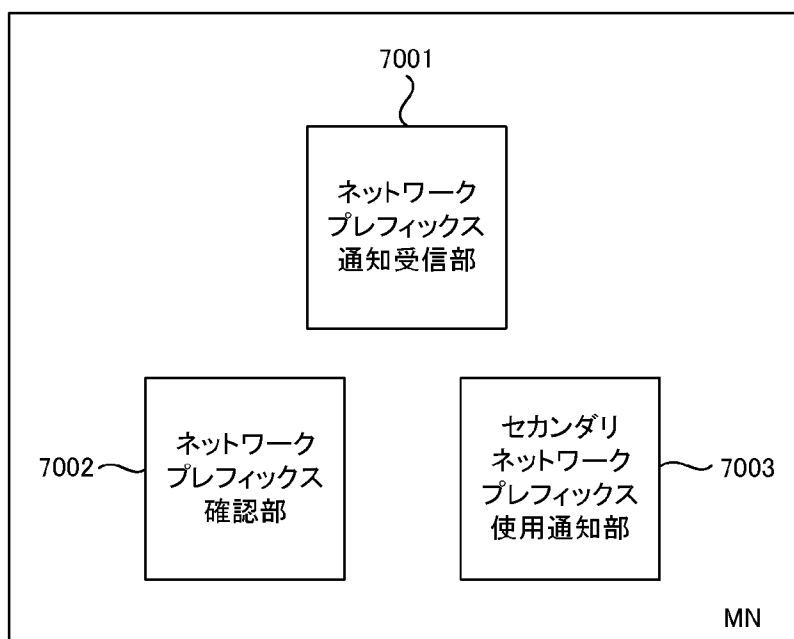 7001
ネットワーク
プレフィックス
通知受信部
7002
ネットワーク
プレフィックス
確認部
セカンダリ
ネットワーク
プレフィックス
使用通知部
7003
MN